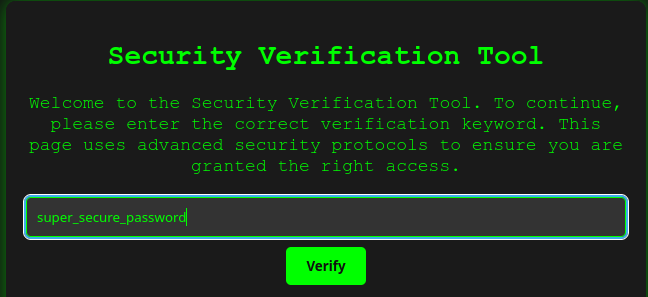 Security Verification Tool
Welcome to the Security Verification Tool. To continue,
please enter the correct verification keyword. This
page uses advanced security protocols to ensure you are
granted the right access.
super_secure_password
Verify